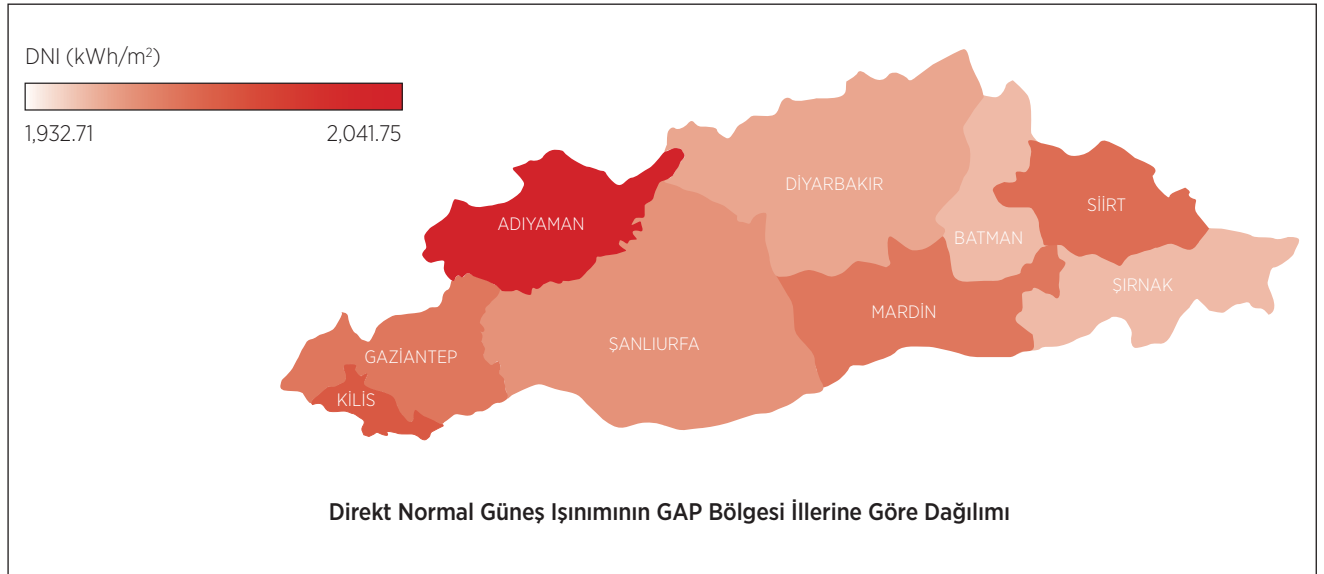 DNI (kWh/m²)
1,932.71 2,041.75
DİYARBAKIR
SİİRT
ADIYAMAN
BATMAN
ŞIRNAK
MARDİN
ŞANLIURFA
GAZİANTEP
KİLİS
Direkt Normal Güneş Işınımının GAP Bölgesi İllerine Göre Dağılımı